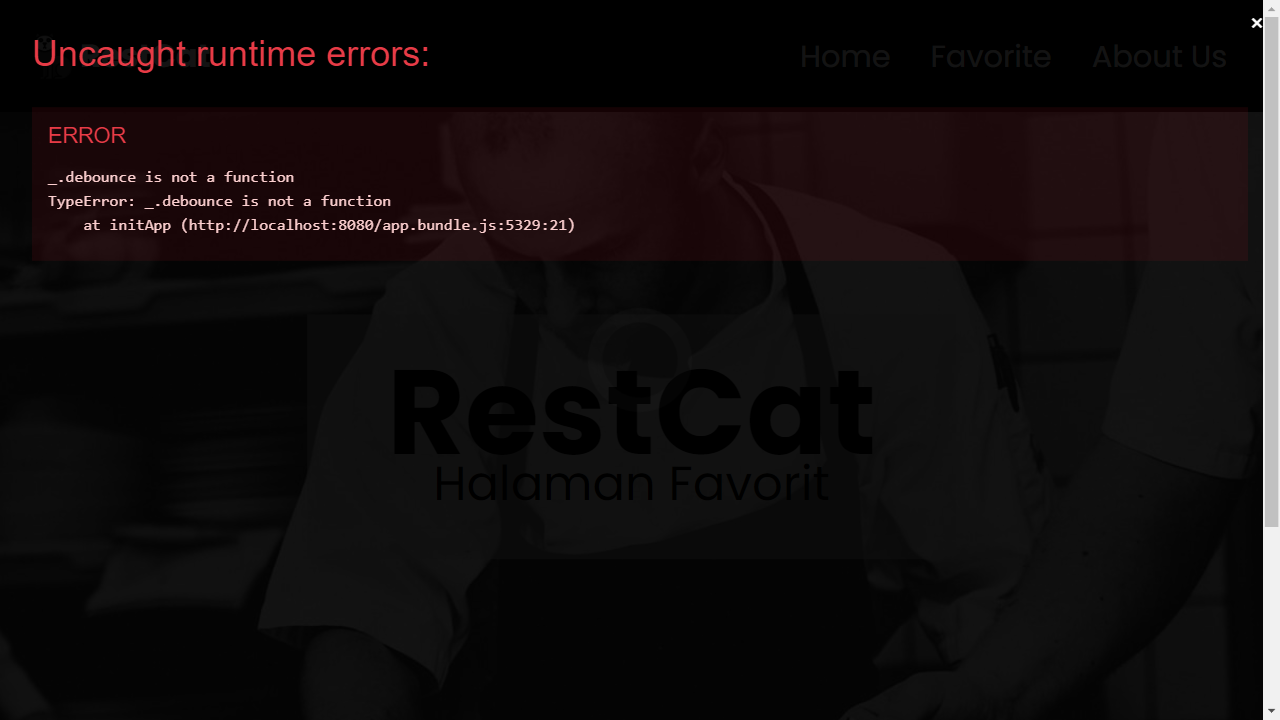 Uncaught runtime errors:
×
Home Favorite About Us
ERROR
_.debounce is not a function
TypeError: _.debounce is not a function
at initApp (http://localhost:8080/app.bundle.js:5329:21)
RestCat
Halaman Favorit